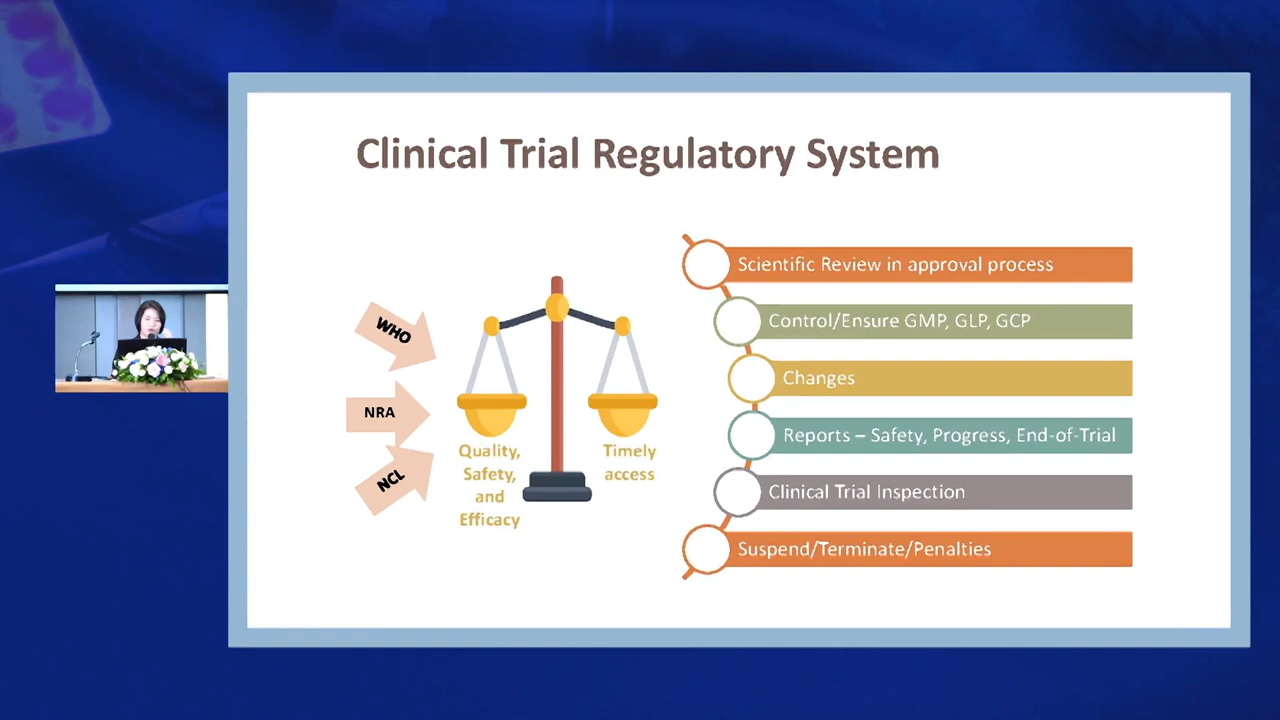 Clinical Trial Regulatory System
WHO
NRA
NCL
Quality,
Safety,
and
Efficacy
Timely
access
Scientific Review in approval process
Control/Ensure GMP, GLP, GCP
Changes
Reports – Safety, Progress, End-of-Trial
Clinical Trial Inspection
Suspend/Terminate/Penalties